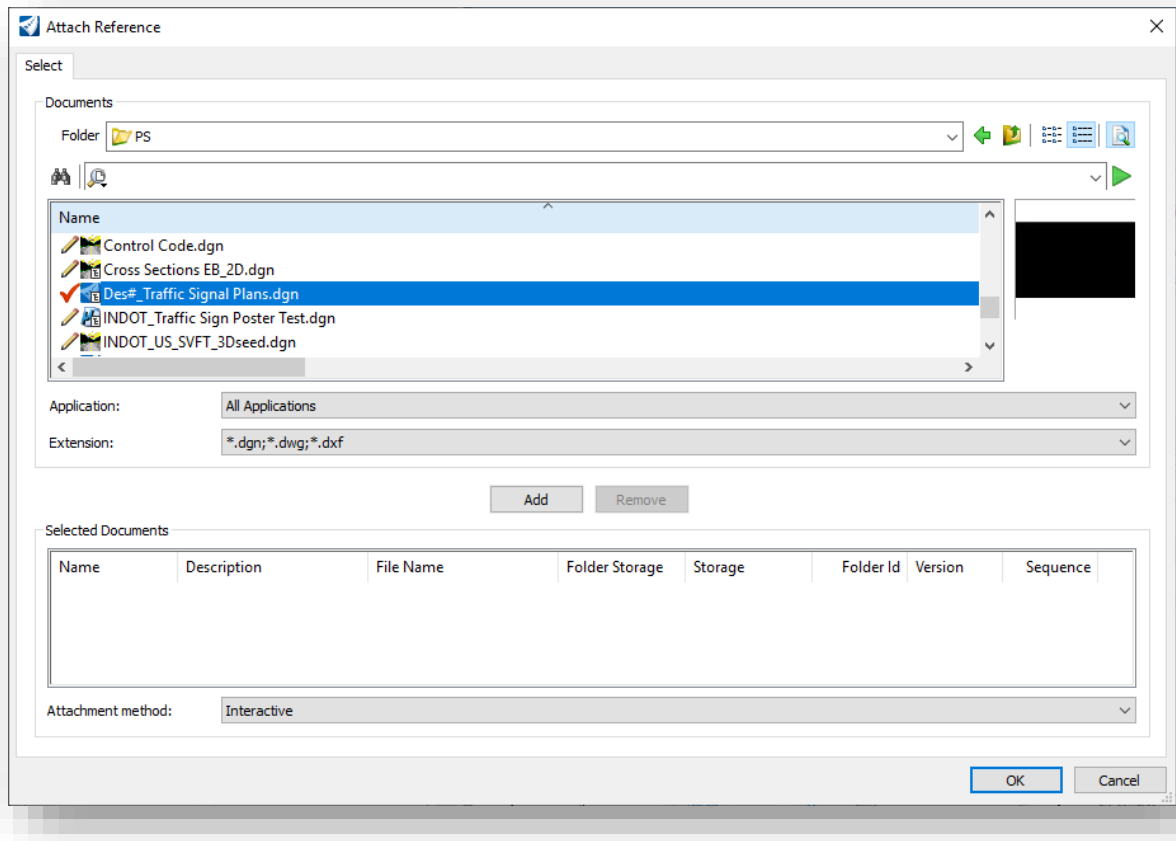 Attach Reference
Select
Documents
Folder PS
Name
Control Code.dgn
Cross Sections EB_2D.dgn
Des#_Traffic Signal Plans.dgn
INDOT_Traffic Sign Poster Test.dgn
INDOT_US_SVFT_3Dseed.dgn
Application: All Applications
Extension: *.dgn;*.dwg;*.dxf
Add Remove
Selected Documents
Name Description File Name Folder Storage Storage Folder Id Version Sequence
Attachment method: Interactive
OK Cancel